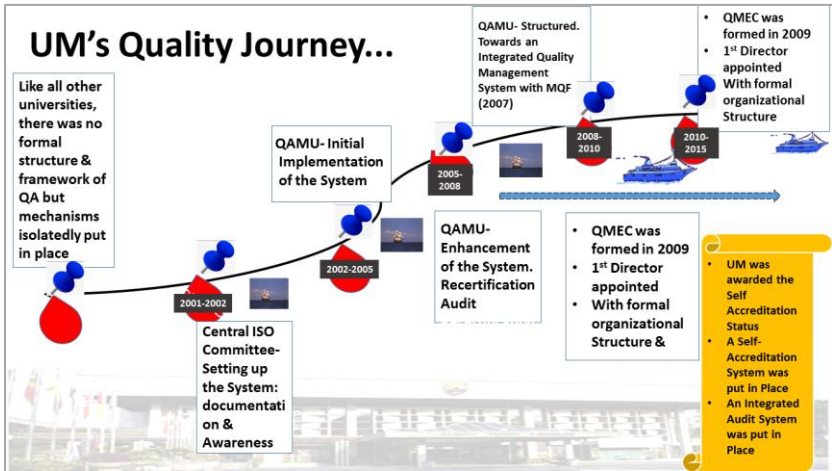 UM's Quality Journey...
Like all other
universities,
there was no
formal
structure &
framework of
QA but
mechanisms
isolatedly put
in place
2001-2002
Central ISO
Committee-
Setting up
the System:
documentati
on &
Awareness
QAMU- Initial
Implementation
of the System
2002-2005
2005-
2008
QAMU-
Enhancement
of the System.
Recertification
Audit
QAMU- Structured.
Towards an
Integrated Quality
Management
System with MQF
(2007)
2008-
2010
• QMEC was
formed in 2009
• 1st Director
appointed
• With formal
organizational
Structure &
• QMEC was
formed in 2009
• 1st Director
appointed
With formal
organizational
Structure
2010-
2015
• UM was
awarded the
Self
Accreditation
Status
• A Self-
Accreditation
System was
put in Place
• An Integrated
Audit System
was put in
Place